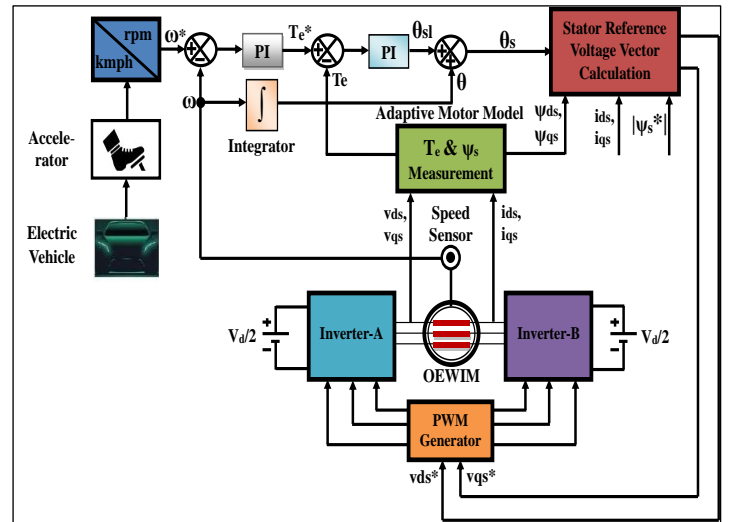 rpm
kmph
ω*
PI
Te*
PI
θsl
θs
Stator Reference
Voltage Vector
Calculation
Te
θ
ω
∫
Integrator
Adaptive Motor Model
Ψds,
Ψqs
ids,
iqs
|Ψs*|
Accele-
rator
Te & Ψs
Measurement
Electric
Vehicle
vds,
vqs
Speed
Sensor
ids,
iqs
Vd/2
Inverter-A
Inverter-B
Vd/2
OEWIM
PWM
Generator
vds*
vqs*